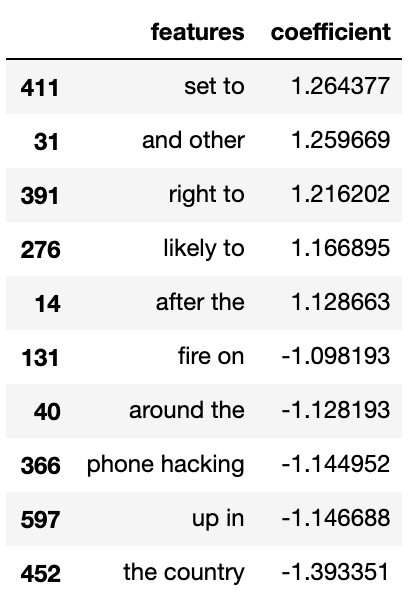 features coefficient
411 set to 1.264377
31 and other 1.259669
391 right to 1.216202
276 likely to 1.166895
14 after the 1.128663
131 fire on -1.098193
40 around the -1.128193
366 phone hacking -1.144952
597 up in -1.146688
452 the country -1.393351